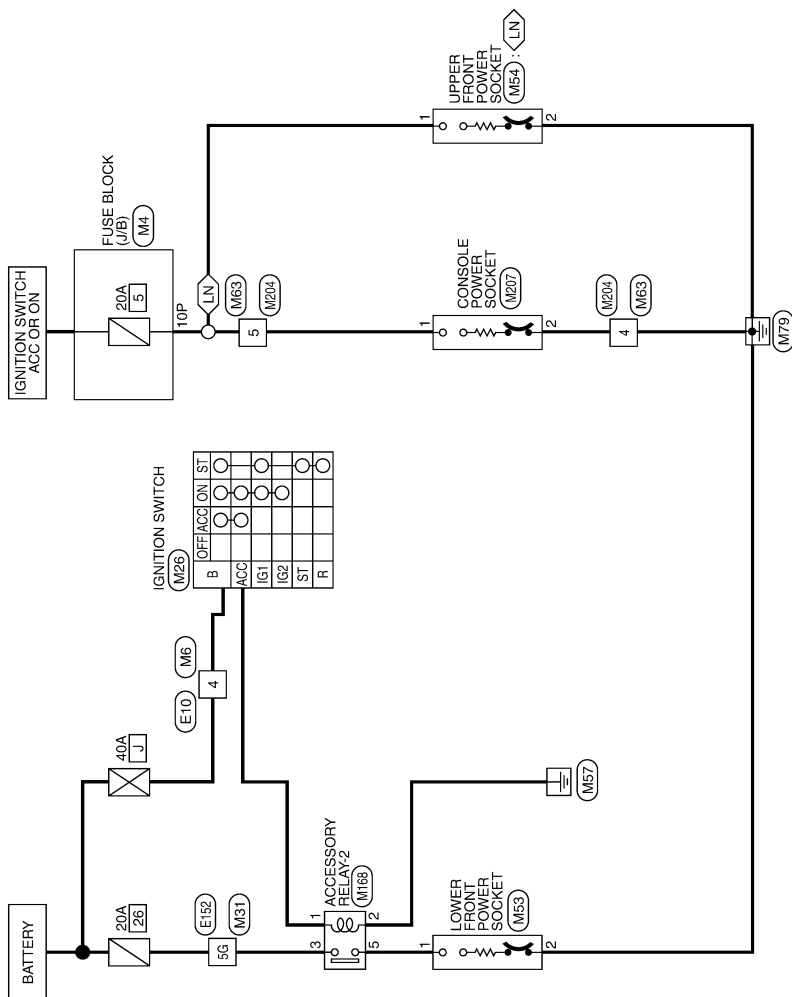 BATTERY
20A
26
40A
J
E152
5G
M31
E10
4
M6
ACCESSORY
RELAY-2
M168
1
2
3
5
LOWER
FRONT
POWER
SOCKET
M53
1
2
M57
IGNITION SWITCH
M26
OFF ACC ON ST
B
ACC
IG1
IG2
ST
R
IGNITION SWITCH
ACC OR ON
FUSE BLOCK
(J/B)
M4
20A
5
10P
LN
M63
5
M204
CONSOLE
POWER
SOCKET
M207
1
2
M204
4
M63
UPPER
FRONT
POWER
SOCKET
M54 : LN
1
2
M79